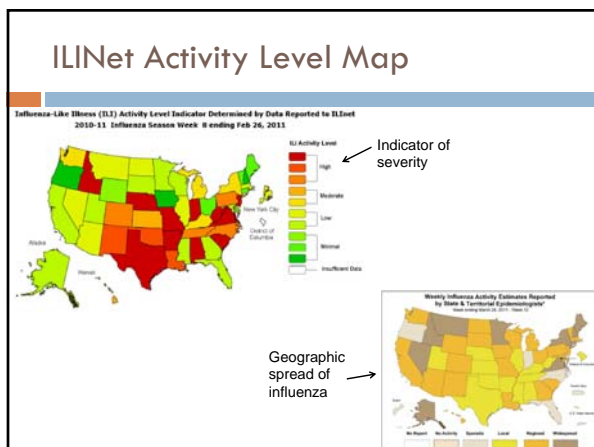 ILINet Activity Level Map
Influenza-Like Illness (ILI) Activity Level Indicator Determined by Data Reported to ILInet
2010-11 Influenza Season Week 8 ending Feb 26, 2011
ILI Activity Level
High
Moderate
Low
Minimal
Insufficient Data
New York City
District of
Columbia
Alaska
Hawaii
Indicator of
severity
Geographic
spread of
influenza
Weekly Influenza Activity Estimates Reported
by State & Territorial Epidemiologists*
No Report No Activity Sporadic Local Regional Widespread